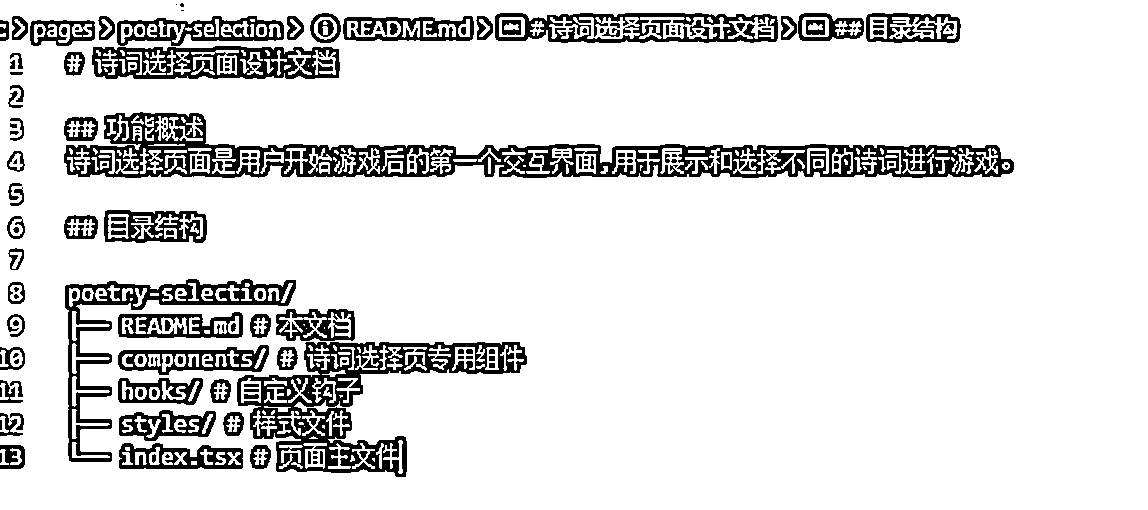 c > pages > poetry-selection > ⓘ README.md > # 诗词选择页面设计文档 > ## 目录结构
1 # 诗词选择页面设计文档
2
3 ## 功能概述
4 诗词选择页面是用户开始游戏后的第一个交互界面,用于展示和选择不同的诗词进行游戏。
5
6 ## 目录结构
7
8 poetry-selection/
9 ├── README.md # 本文档
10 ├── components/ # 诗词选择页专用组件
11 ├── hooks/ # 自定义钩子
12 ├── styles/ # 样式文件
13 └── index.tsx # 页面主文件